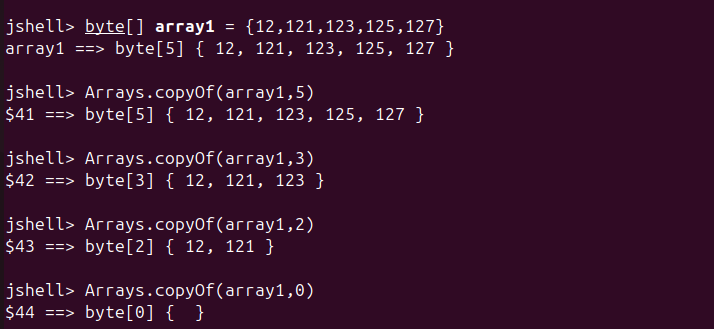 jshell> byte[] array1 = {12,121,123,125,127}
array1 ==> byte[5] { 12, 121, 123, 125, 127 }
jshell> Arrays.copyOf(array1,5)
$41 ==> byte[5] { 12, 121, 123, 125, 127 }
jshell> Arrays.copyOf(array1,3)
$42 ==> byte[3] { 12, 121, 123 }
jshell> Arrays.copyOf(array1,2)
$43 ==> byte[2] { 12, 121 }
jshell> Arrays.copyOf(array1,0)
$44 ==> byte[0] {  }